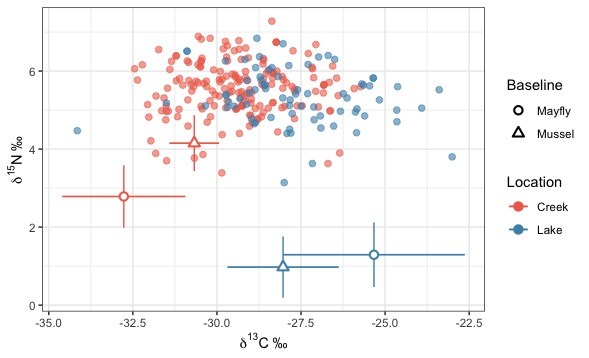 6
4
2
0
δ¹⁵N ‰
-35.0 -32.5 -30.0 -27.5 -25.0 -22.5
δ¹³C ‰
Baseline
Mayfly
Mussel
Location
Creek
Lake